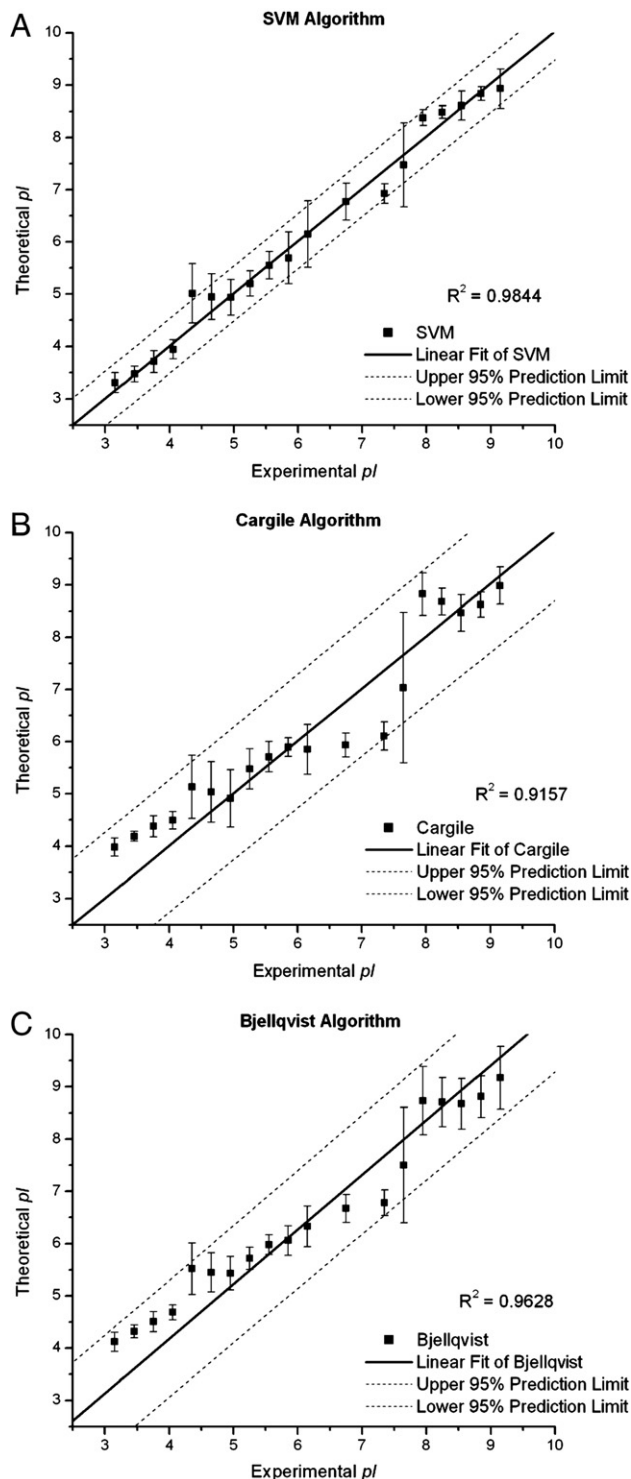 A
SVM Algorithm
10
9
8
7
6
5
4
3
Theoretical pI
R² = 0.9844
SVM
Linear Fit of SVM
Upper 95% Prediction Limit
Lower 95% Prediction Limit
3 4 5 6 7 8 9 10
Experimental pI
B
Cargile Algorithm
10
9
8
7
6
5
4
3
Theoretical pI
R² = 0.9157
Cargile
Linear Fit of Cargile
Upper 95% Prediction Limit
Lower 95% Prediction Limit
3 4 5 6 7 8 9 10
Experimental pI
C
Bjellqvist Algorithm
10
9
8
7
6
5
4
3
Theoretical pI
R² = 0.9628
Bjellqvist
Linear Fit of Bjellqvist
Upper 95% Prediction Limit
Lower 95% Prediction Limit
3 4 5 6 7 8 9 10
Experimental pI